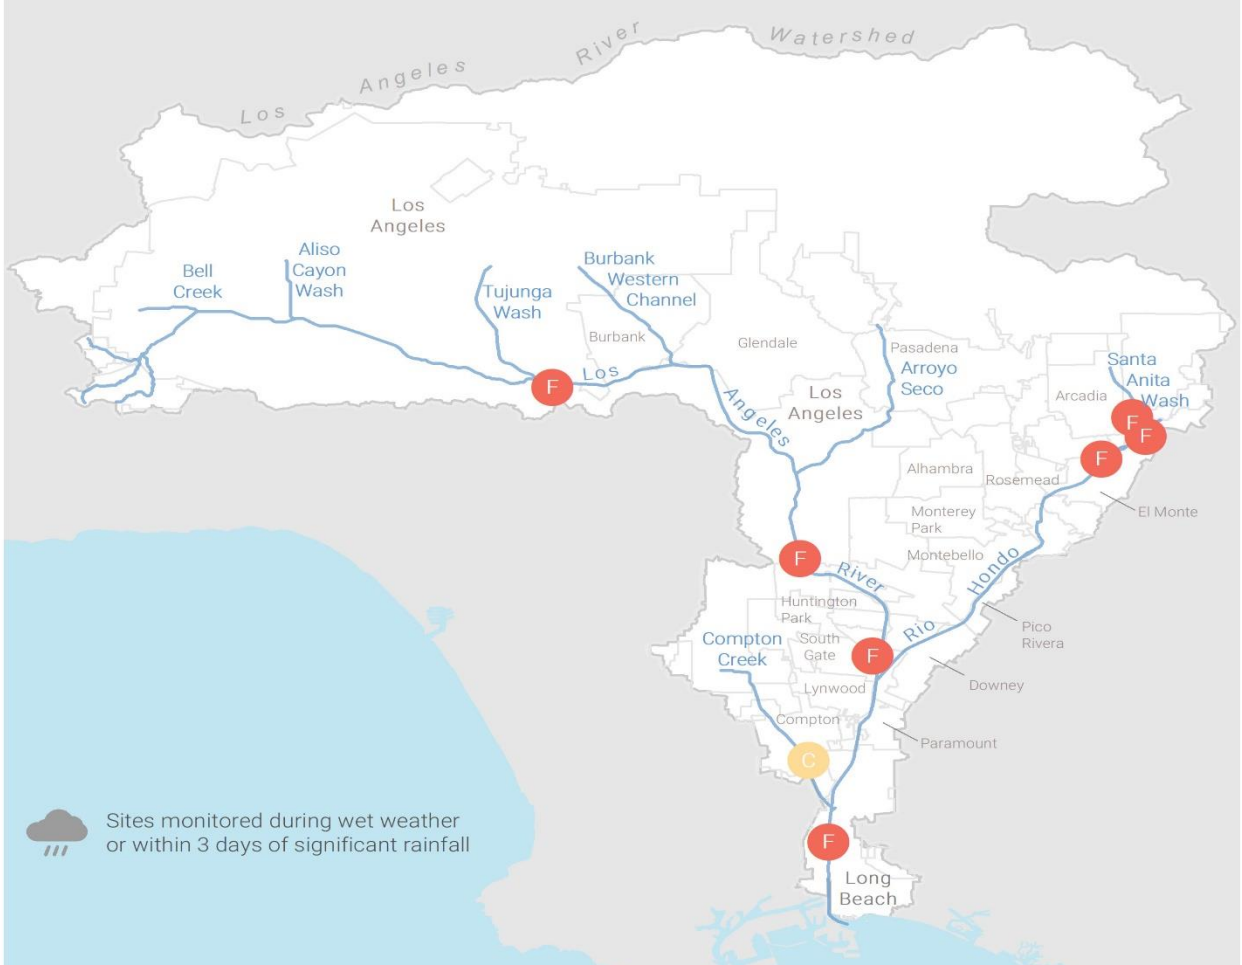 Los Angeles River Watershed
Los
Angeles
Aliso
Cayon
Wash
Bell
Creek
Tujunga
Wash
Burbank
Western
Channel
Burbank
Glendale
Pasadena
Arroyo
Seco
Santa
Anita
Wash
Arcadia
Los
Angeles
F
Los Angeles River
F
F
F
Alhambra
Rosemead
El Monte
Monterey
Park
Montebello
F
Rio Hondo
Huntington
Park
Pico
Rivera
South
Gate
F
Compton
Creek
Lynwood
Downey
Compton
Paramount
C
F
Long
Beach
Sites monitored during wet weather
or within 3 days of significant rainfall